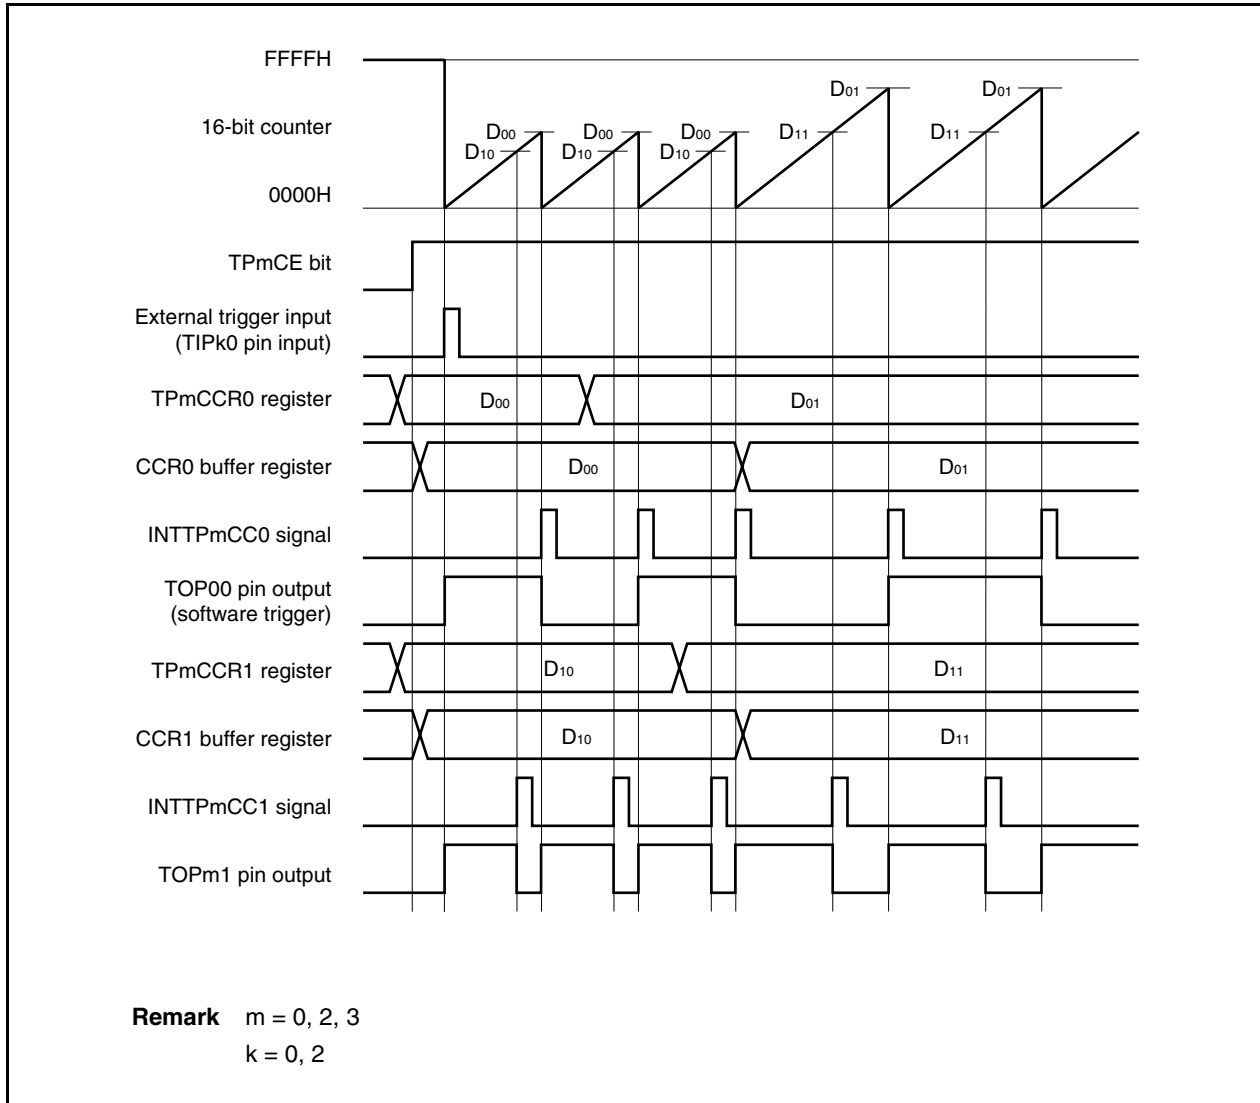 FFFFH
16-bit counter
0000H
D01 D01
D00 D00 D00 D11 D11
D10 D10 D10
TPmCE bit
External trigger input
(TIPk0 pin input)
TPmCCR0 register D00 D01
CCR0 buffer register D00 D01
INTTPmCC0 signal
TOP00 pin output
(software trigger)
TPmCCR1 register D10 D11
CCR1 buffer register D10 D11
INTTPmCC1 signal
TOPm1 pin output
Remark m = 0, 2, 3
k = 0, 2